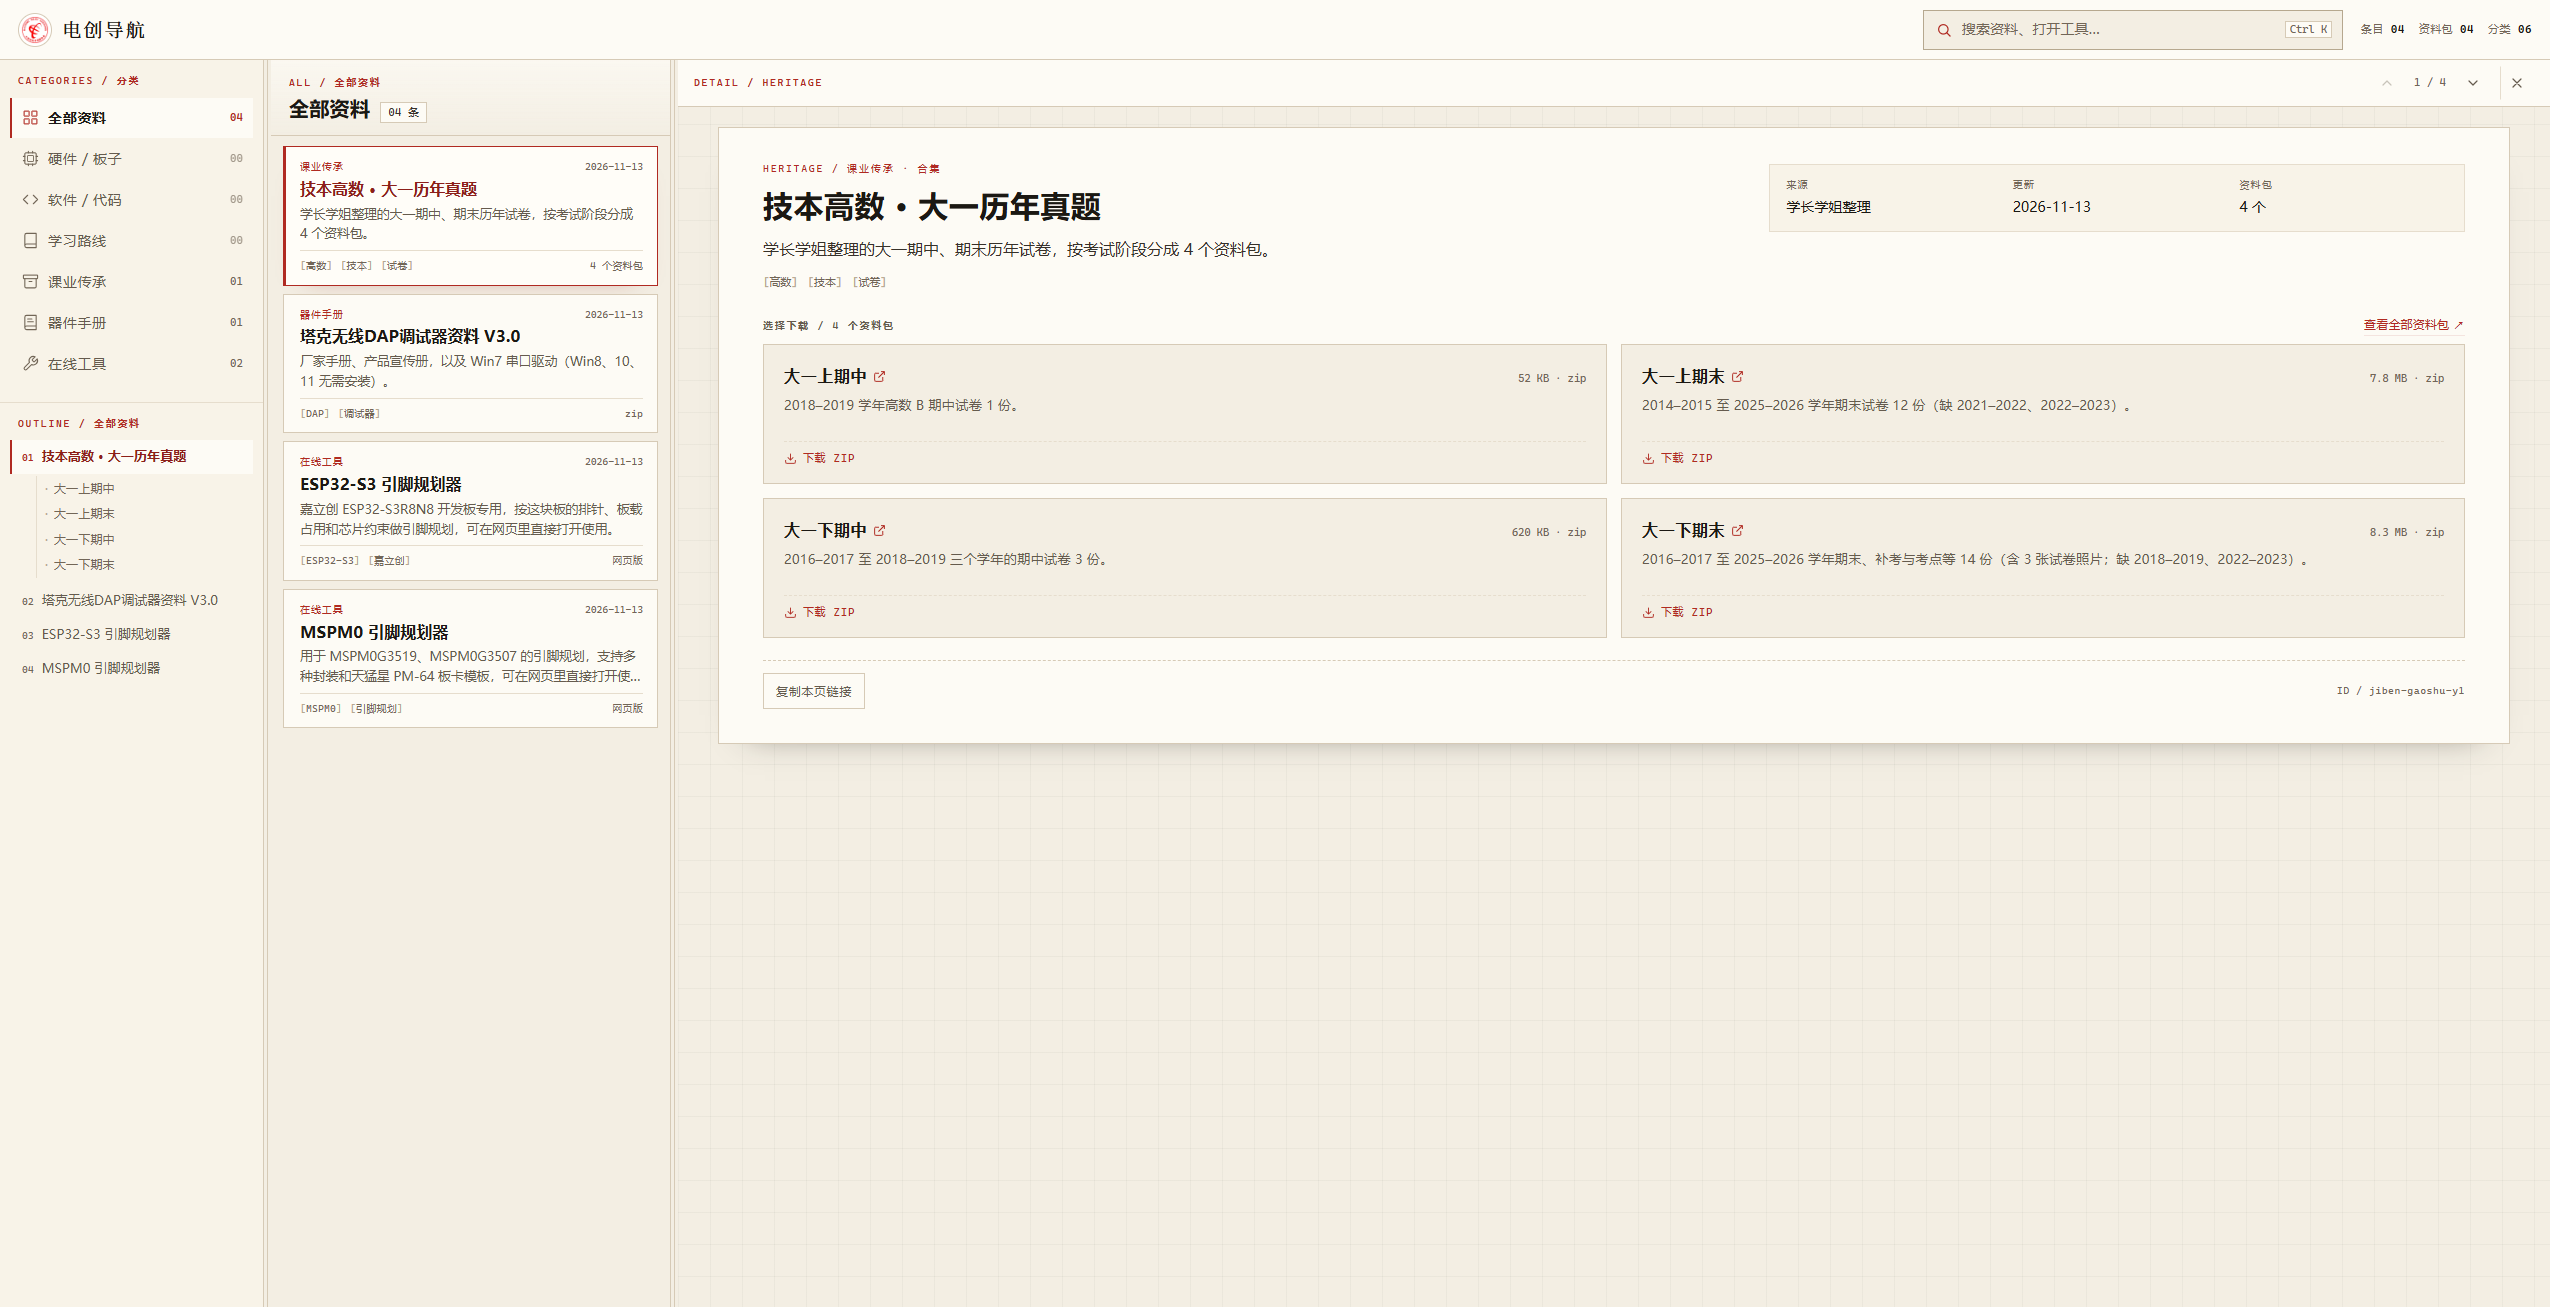 电创导航
搜索资料、打开工具... Ctrl K
条目 04 资料包 04 分类 06
CATEGORIES / 分类
全部资料 04
硬件 / 板子 00
软件 / 代码 00
学习路线 00
课业传承 01
器件手册 01
在线工具 02
OUTLINE / 全部资料
01 技本高数 • 大一历年真题
· 大一上期中
· 大一上期末
· 大一下期中
· 大一下期末
02 塔克无线DAP调试器资料 V3.0
03 ESP32-S3 引脚规划器
04 MSPM0 引脚规划器
ALL / 全部资料
全部资料 04 条
课业传承 2026-11-13
技本高数 • 大一历年真题
学长学姐整理的大一期中、期末历年试卷，按考试阶段分成
4 个资料包。
[高数] [技本] [试卷] 4 个资料包
器件手册 2026-11-13
塔克无线DAP调试器资料 V3.0
厂家手册、产品宣传册，以及 Win7 串口驱动（Win8、10、
11 无需安装）。
[DAP] [调试器] zip
在线工具 2026-11-13
ESP32-S3 引脚规划器
嘉立创 ESP32-S3R8N8 开发板专用，按这块板的排针、板载
占用和芯片约束做引脚规划，可在网页里直接打开使用。
[ESP32-S3] [嘉立创] 网页版
在线工具 2026-11-13
MSPM0 引脚规划器
用于 MSPM0G3519、MSPM0G3507 的引脚规划，支持多
种封装和天猛星 PM-64 板卡模板，可在网页里直接打开使...
[MSPM0] [引脚规划] 网页版
DETAIL / HERITAGE
1 / 4
HERITAGE / 课业传承 · 合集
技本高数 • 大一历年真题
学长学姐整理的大一期中、期末历年试卷，按考试阶段分成 4 个资料包。
[高数] [技本] [试卷]
来源 更新 资料包
学长学姐整理 2026-11-13 4 个
选择下载 / 4 个资料包
查看全部资料包 ↗
大一上期中 52 KB · zip
2018–2019 学年高数 B 期中试卷 1 份。
下载 ZIP
大一上期末 7.8 MB · zip
2014–2015 至 2025–2026 学年期末试卷 12 份（缺 2021–2022、2022–2023）。
下载 ZIP
大一下期中 620 KB · zip
2016–2017 至 2018–2019 三个学年的期中试卷 3 份。
下载 ZIP
大一下期末 8.3 MB · zip
2016–2017 至 2025–2026 学年期末、补考与考点等 14 份（含 3 张试卷照片；缺 2018–2019、2022–2023）。
下载 ZIP
复制本页链接
ID / jiben-gaoshu-y1